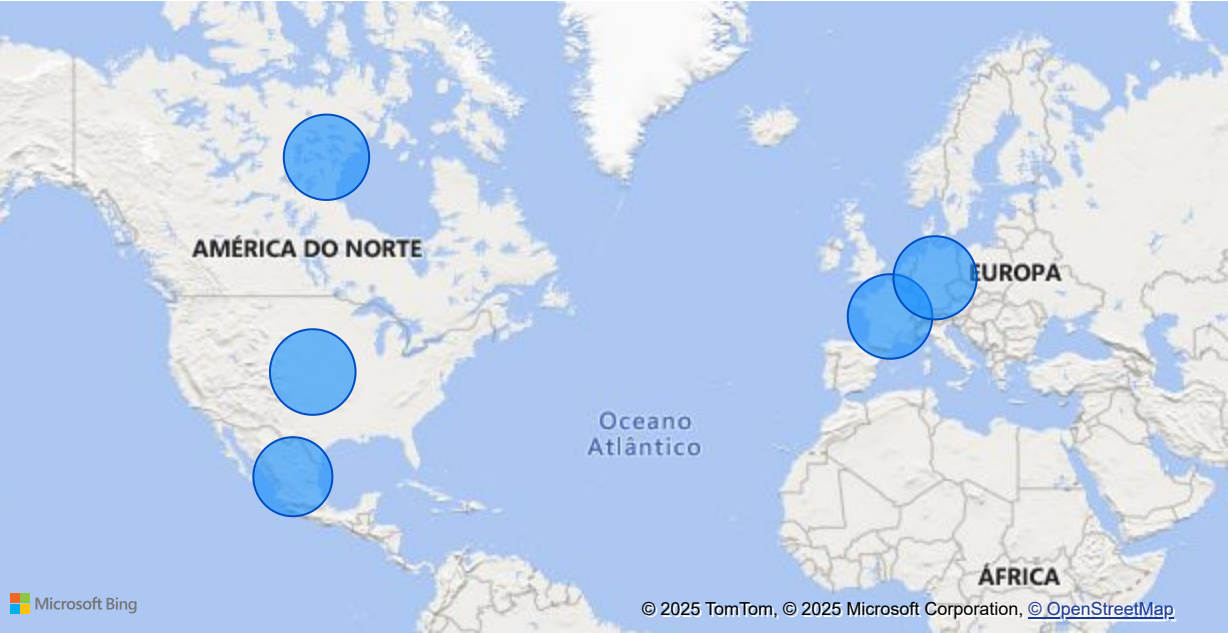 AMÉRICA DO NORTE
EUROPA
Oceano
Atlântico
ÁFRICA
Microsoft Bing
© 2025 TomTom, © 2025 Microsoft Corporation, © OpenStreetMap